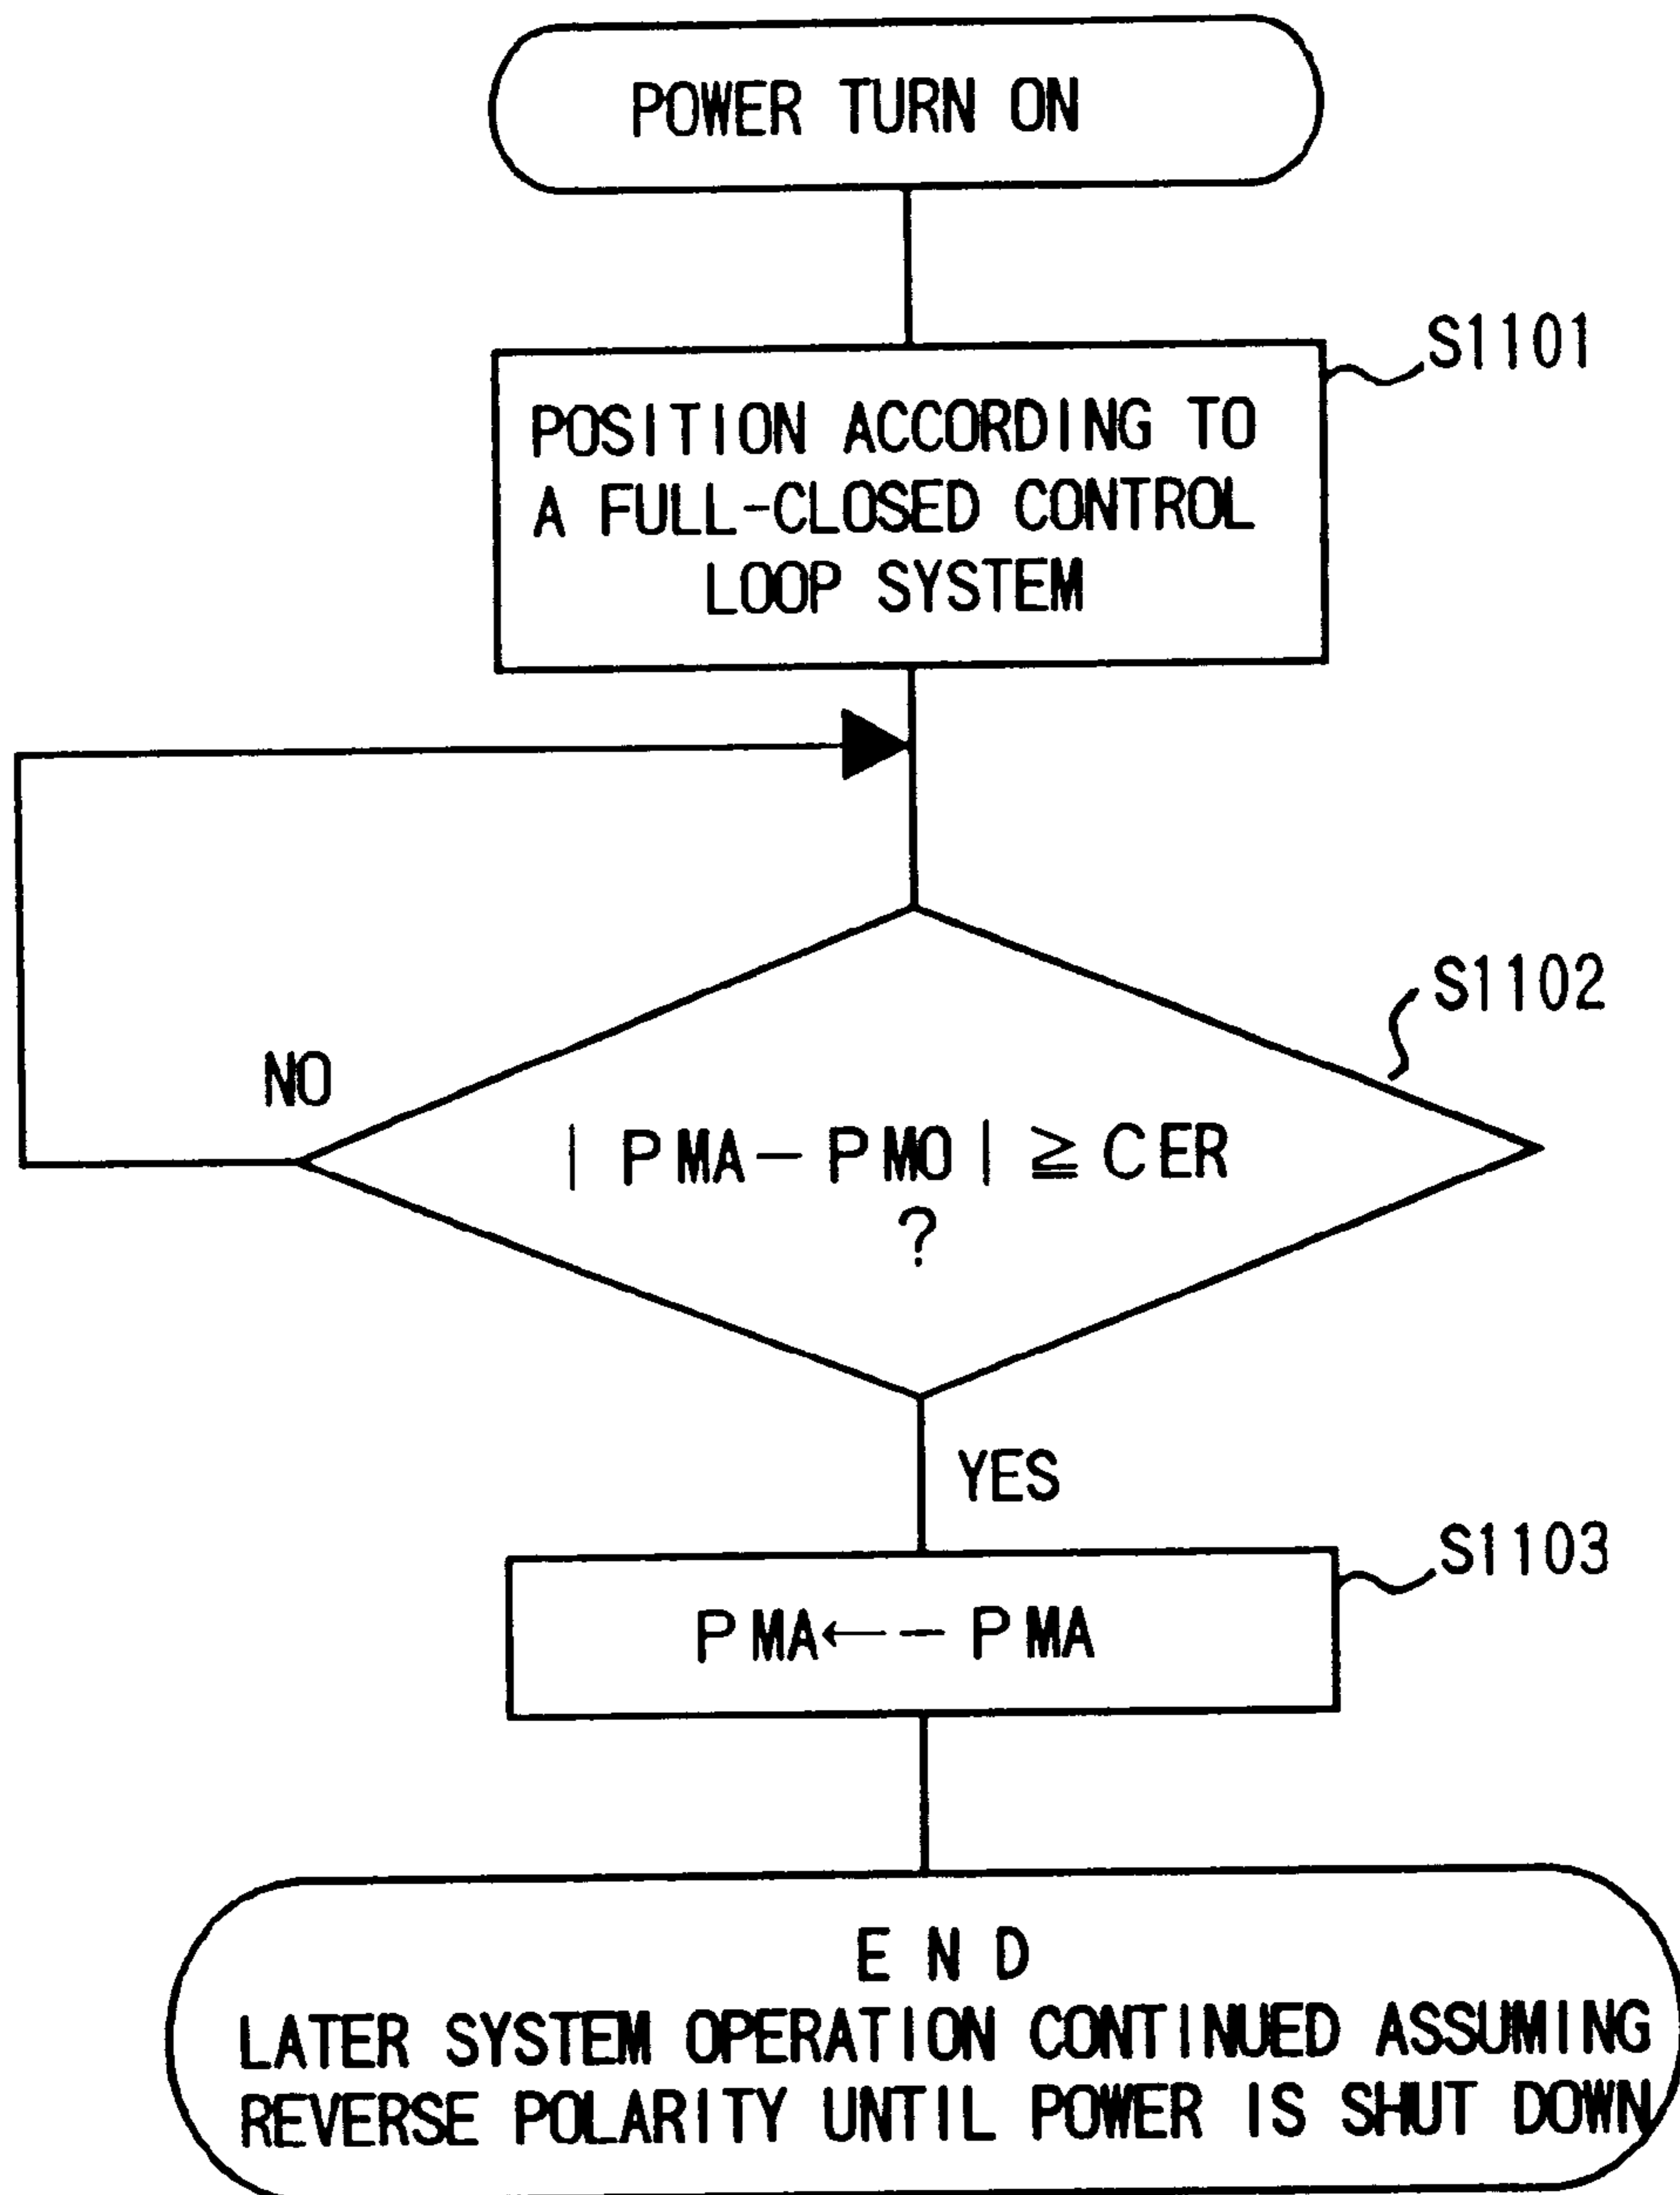 POWER TURN ON
S1101
POSITION ACCORDING TO
A FULL-CLOSED CONTROL
LOOP SYSTEM
S1102
NO
| PMA- PMO | ≧ CER
?
YES
S1103
PMA←-PMA
END
LATER SYSTEM OPERATION CONTINUED ASSUMING
REVERSE POLARITY UNTIL POWER IS SHUT DOWN